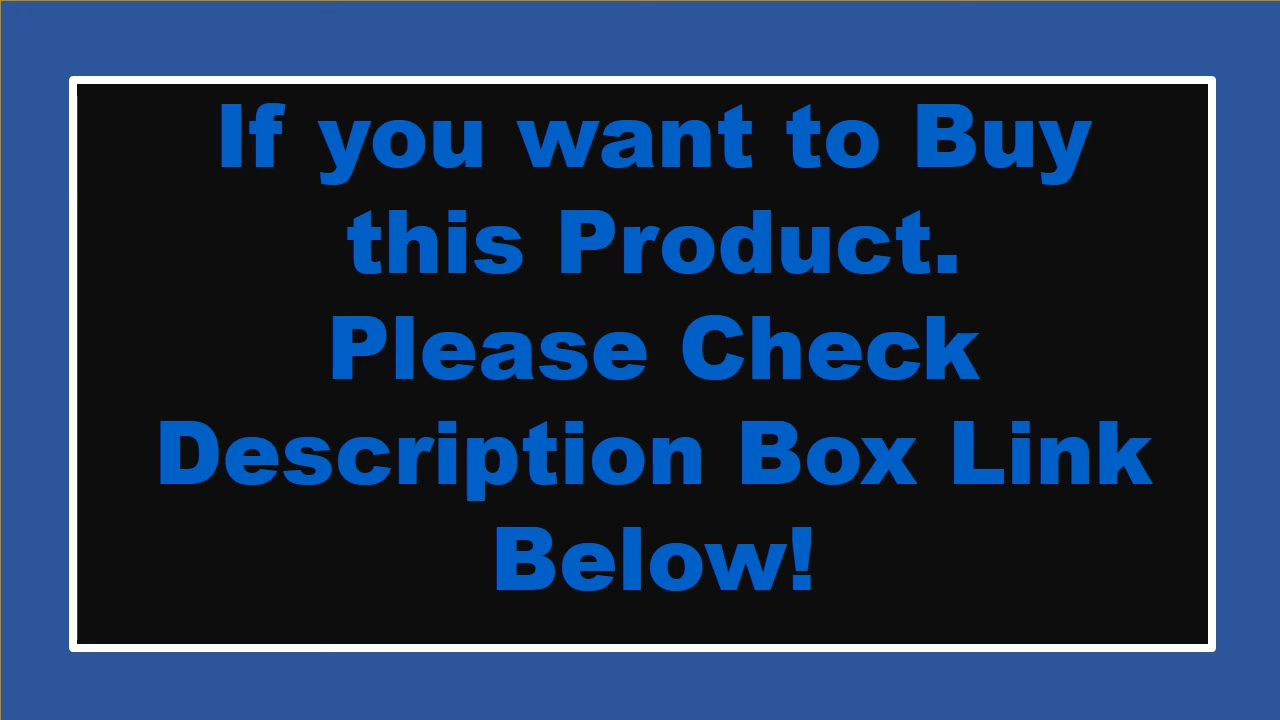 If you want to Buy
this Product.
Please Check
Description Box Link
Below!